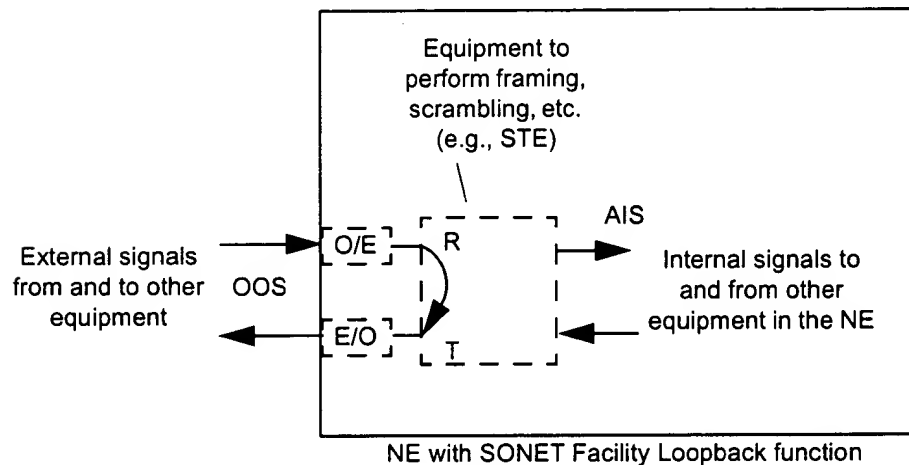 Equipment to
perform framing,
scrambling, etc.
(e.g., STE)
AIS
O/E
R
External signals
from and to other
equipment
OOS
Internal signals to
and from other
equipment in the NE
E/O
T
NE with SONET Facility Loopback function